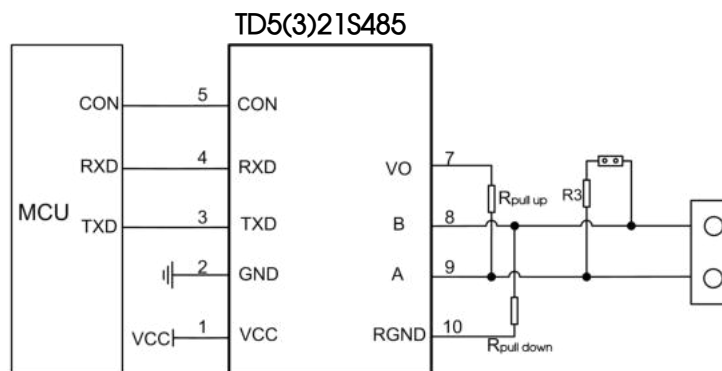 TD5(3)21S485
CON 5 CON
RXD 4 RXD VO 7
R3
Rpull up
MCU
TXD 3 TXD B 8
2 GND A 9
VCC 1 VCC RGND 10
Rpull down